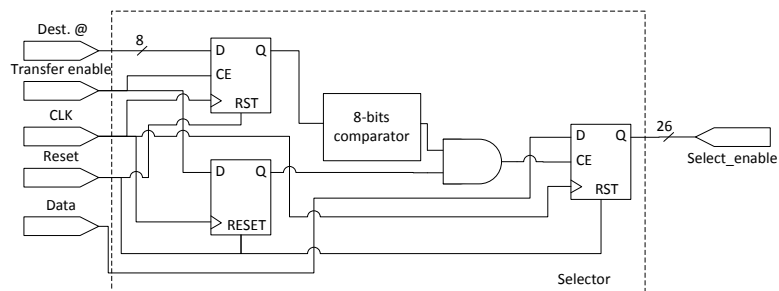 Dest. @
8
D
Q
Transfer enable
CE
CLK
RST
8-bits
comparator
D
Q
26
Reset
CE
Select_enable
D
Q
RST
Data
RESET
Selector